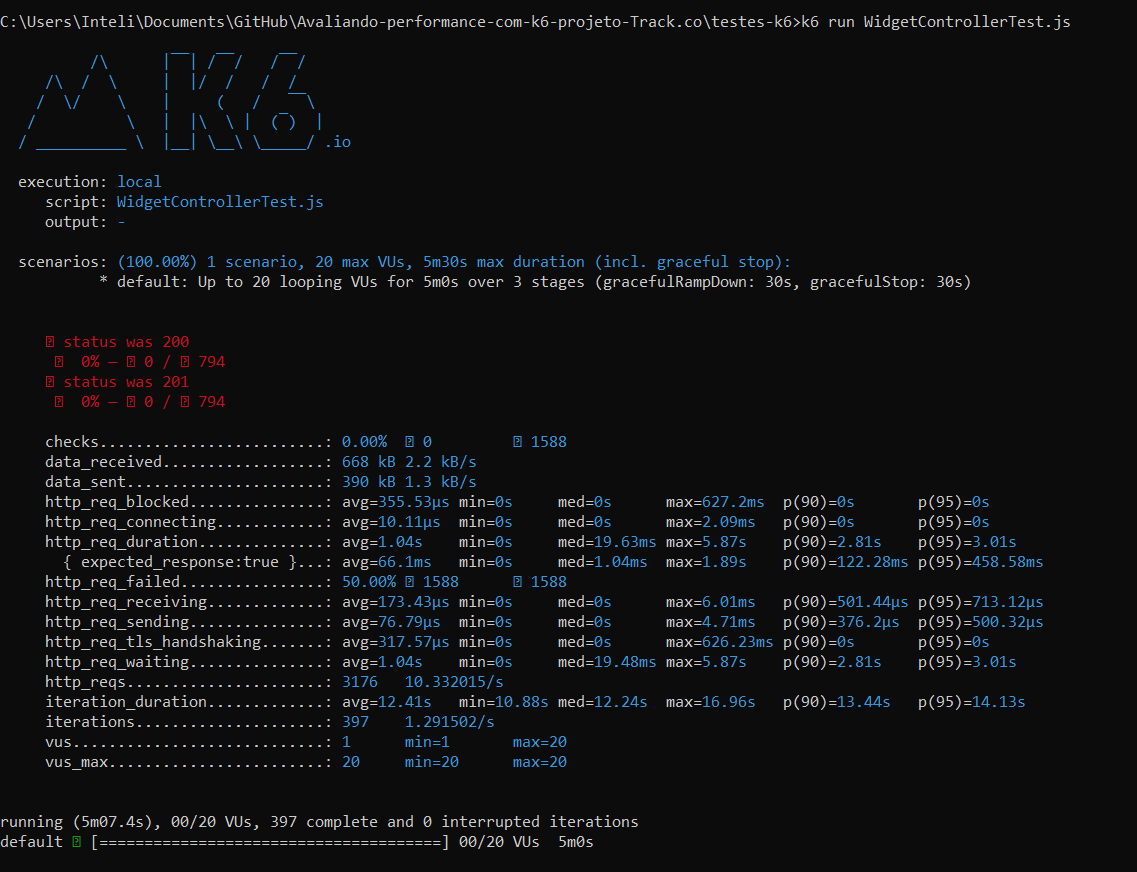 C:\Users\Inteli\Documents\GitHub\Avaliando-performance-com-k6-projeto-Track.co\testes-k6>k6 run WidgetControllerTest.js
          /\      |‾‾| /‾‾/   /‾‾/
     /\  /  \     |  |/  /   /  /
    /  \/    \    |     (   /   ‾‾\
   /          \   |  |\  \ |  (‾)  |
  / __________ \  |__| \__\ \_____/ .io
execution: local
script: WidgetControllerTest.js
output: -
scenarios: (100.00%) 1 scenario, 20 max VUs, 5m30s max duration (incl. graceful stop):
* default: Up to 20 looping VUs for 5m0s over 3 stages (gracefulRampDown: 30s, gracefulStop: 30s)
status was 200
0% — 0 / 794
status was 201
0% — 0 / 794
checks.........................: 0.00% 0 1588
data_received..................: 668 kB 2.2 kB/s
data_sent......................: 390 kB 1.3 kB/s
http_req_blocked...............: avg=355.53µs min=0s med=0s max=627.2ms p(90)=0s p(95)=0s
http_req_connecting............: avg=10.11µs min=0s med=0s max=2.09ms p(90)=0s p(95)=0s
http_req_duration..............: avg=1.04s min=0s med=19.63ms max=5.87s p(90)=2.81s p(95)=3.01s
{ expected_response:true }...: avg=66.1ms min=0s med=1.04ms max=1.89s p(90)=122.28ms p(95)=458.58ms
http_req_failed................: 50.00% 1588 1588
http_req_receiving.............: avg=173.43µs min=0s med=0s max=6.01ms p(90)=501.44µs p(95)=713.12µs
http_req_sending...............: avg=76.79µs min=0s med=0s max=4.71ms p(90)=376.2µs p(95)=500.32µs
http_req_tls_handshaking.......: avg=317.57µs min=0s med=0s max=626.23ms p(90)=0s p(95)=0s
http_req_waiting...............: avg=1.04s min=0s med=19.48ms max=5.87s p(90)=2.81s p(95)=3.01s
http_reqs......................: 3176 10.332015/s
iteration_duration.............: avg=12.41s min=10.88s med=12.24s max=16.96s p(90)=13.44s p(95)=14.13s
iterations.....................: 397 1.291502/s
vus............................: 1 min=1 max=20
vus_max........................: 20 min=20 max=20
running (5m07.4s), 00/20 VUs, 397 complete and 0 interrupted iterations
default [======================================] 00/20 VUs 5m0s